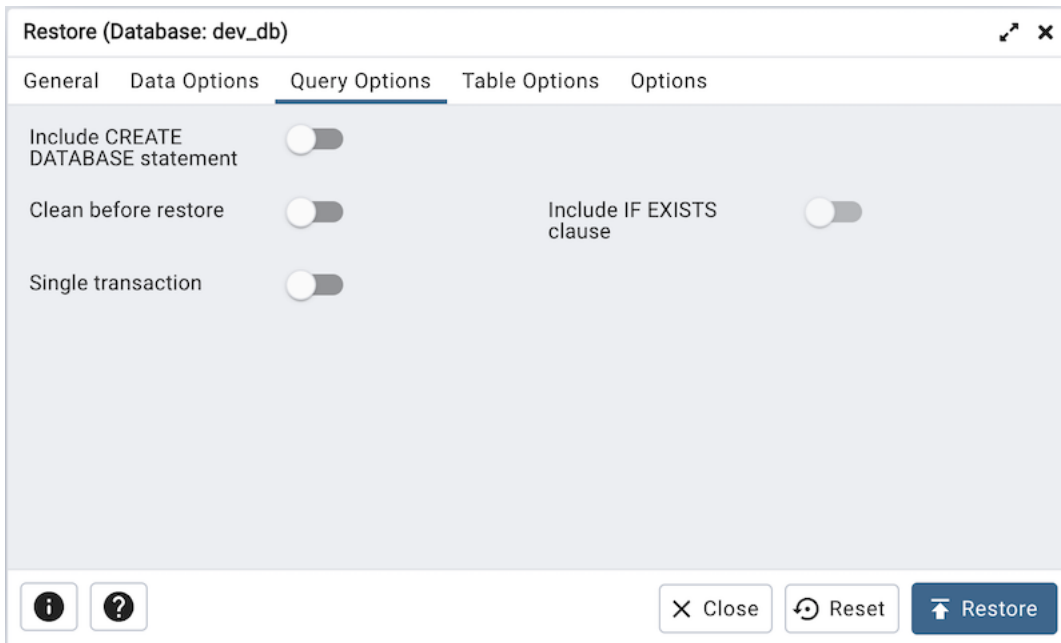 Restore (Database: dev_db)
General Data Options Query Options Table Options Options
Include CREATE
DATABASE statement
Clean before restore
Include IF EXISTS
clause
Single transaction
Close Reset Restore